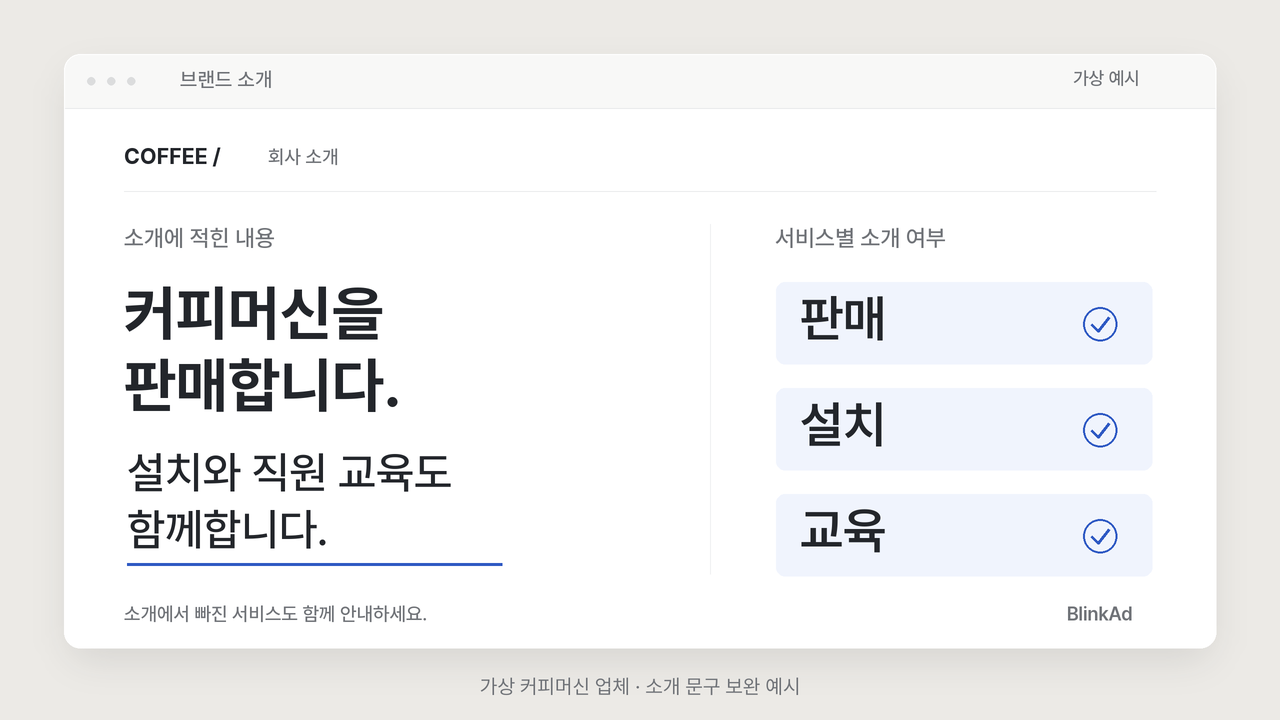 브랜드 소개
가상 예시
COFFEE /
회사 소개
소개에 적힌 내용
커피머신을
판매합니다.
설치와 직원 교육도
함께합니다.
서비스별 소개 여부
판매
설치
교육
소개에서 빠진 서비스도 함께 안내하세요.
BlinkAd
가상 커피머신 업체 · 소개 문구 보완 예시